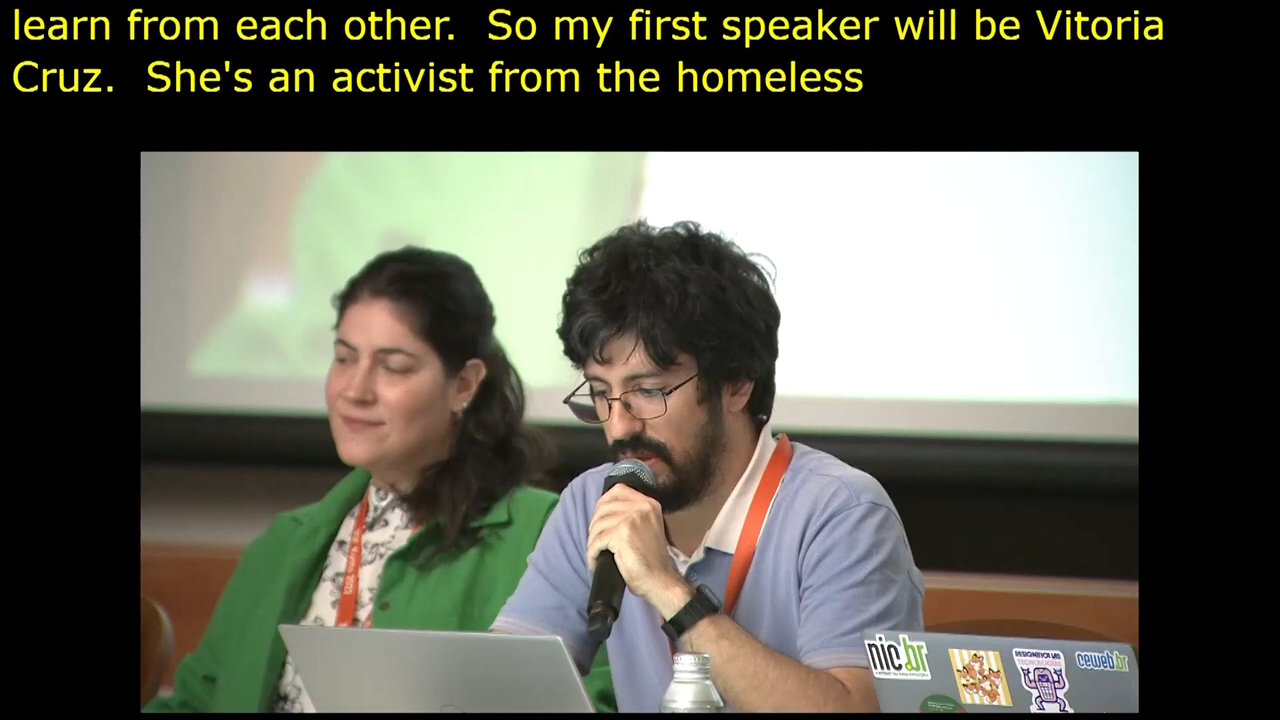 learn from each other.  So my first speaker will be Vitoria
Cruz.  She's an activist from the homeless
nic.br
ceweb.br